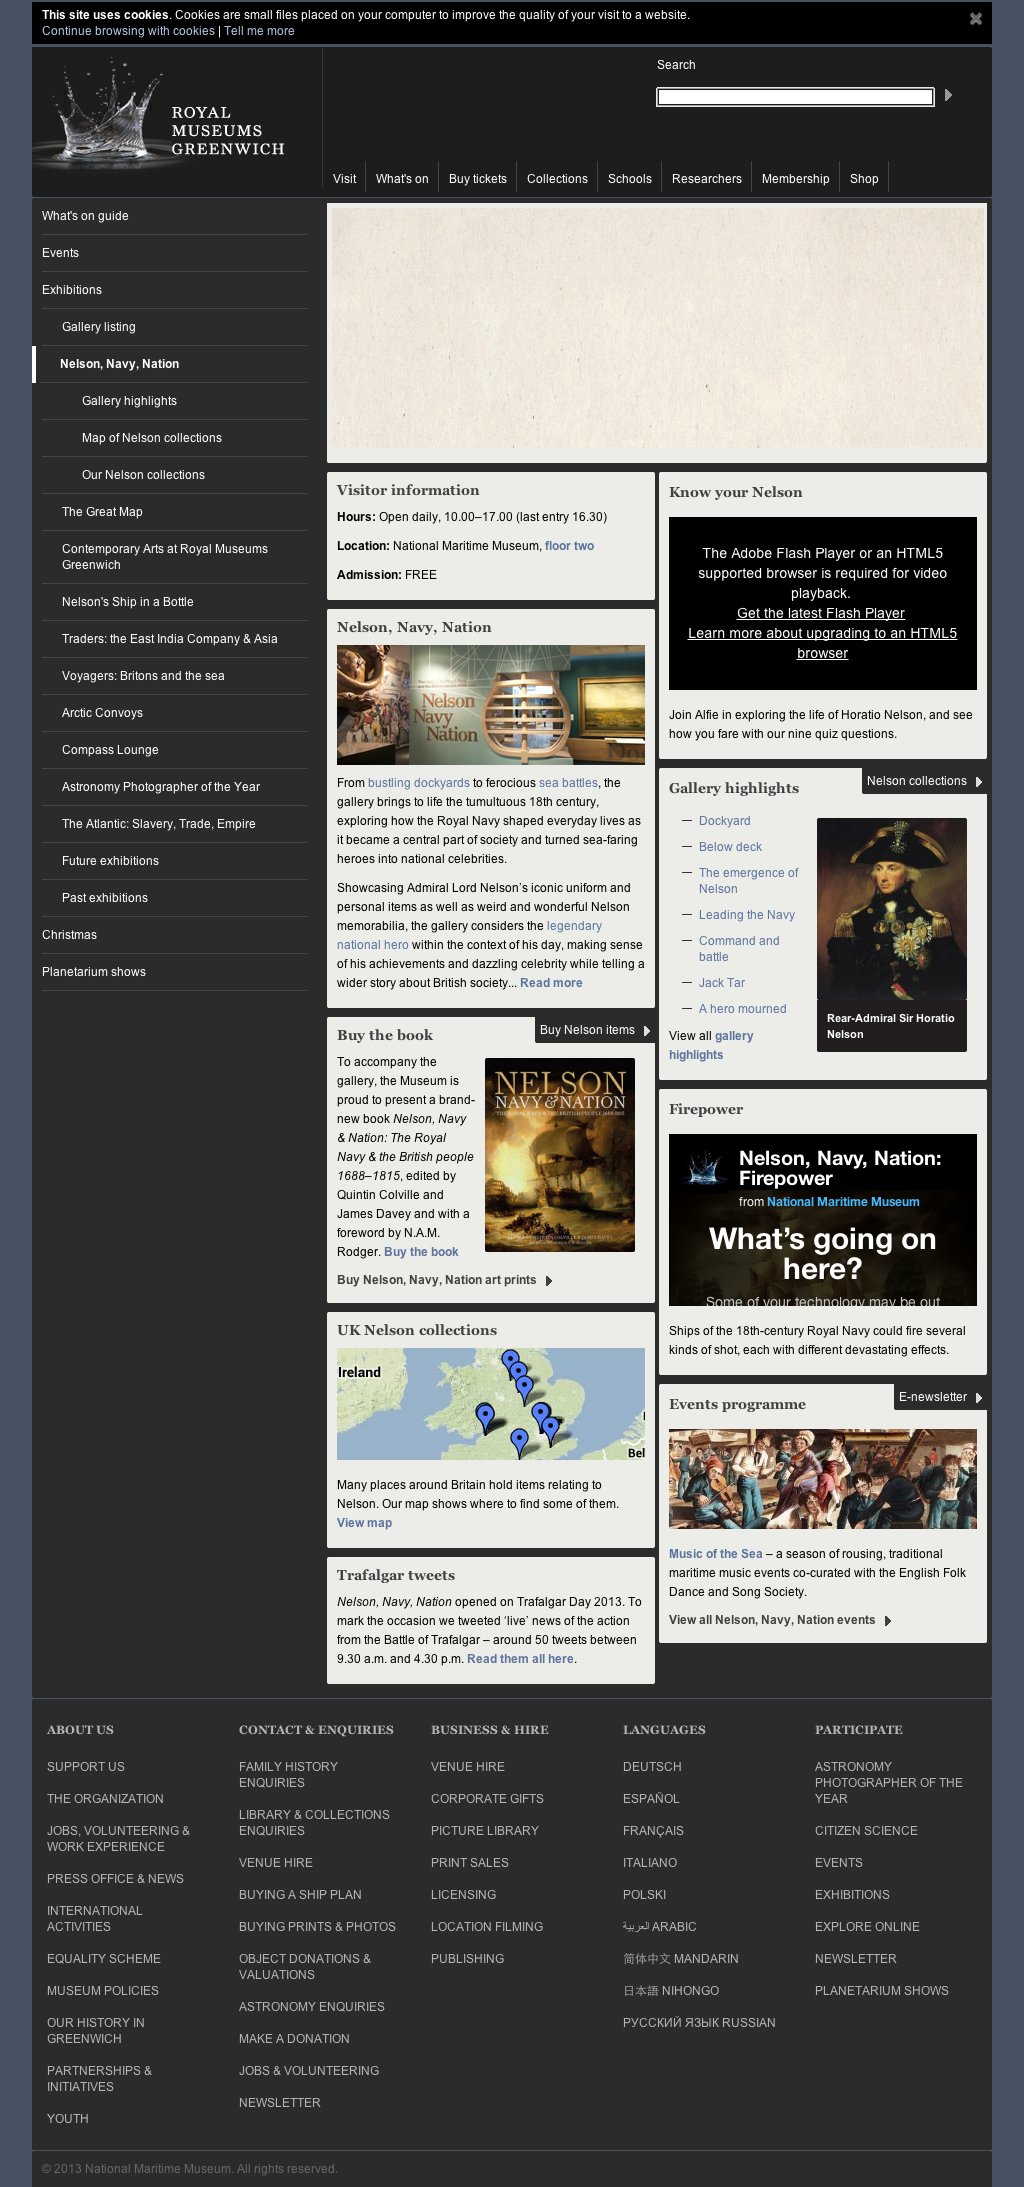 This site uses cookies. Cookies are small files placed on your computer to improve the quality of your visit to a website.
Continue browsing with cookies | Tell me more
ROYAL
MUSEUMS
GREENWICH
Search
Visit
What's on
Buy tickets
Collections
Schools
Researchers
Membership
Shop
What's on guide
Events
Exhibitions
Gallery listing
Nelson, Navy, Nation
Gallery highlights
Map of Nelson collections
Our Nelson collections
The Great Map
Contemporary Arts at Royal Museums
Greenwich
Nelson's Ship in a Bottle
Traders: the East India Company & Asia
Voyagers: Britons and the sea
Arctic Convoys
Compass Lounge
Astronomy Photographer of the Year
The Atlantic: Slavery, Trade, Empire
Future exhibitions
Past exhibitions
Christmas
Planetarium shows
Visitor information
Hours: Open daily, 10.00–17.00 (last entry 16.30)
Location: National Maritime Museum, floor two
Admission: FREE
Nelson, Navy, Nation
Nelson
Navy
Nation
From bustling dockyards to ferocious sea battles, the
gallery brings to life the tumultuous 18th century,
exploring how the Royal Navy shaped everyday lives as
it became a central part of society and turned sea-faring
heroes into national celebrities.
Showcasing Admiral Lord Nelson's iconic uniform and
personal items as well as weird and wonderful Nelson
memorabilia, the gallery considers the legendary
national hero within the context of his day, making sense
of his achievements and dazzling celebrity while telling a
wider story about British society... Read more
Buy the book
Buy Nelson items
To accompany the
gallery, the Museum is
proud to present a brand-
new book Nelson, Navy
& Nation: The Royal
Navy & the British people
1688–1815, edited by
Quintin Colville and
James Davey and with a
foreword by N.A.M.
Rodger. Buy the book
NELSON
NAVY & NATION
THE ROYAL NAVY & THE BRITISH PEOPLE 1688-1815
Buy Nelson, Navy, Nation art prints
UK Nelson collections
Ireland
Bel
Many places around Britain hold items relating to
Nelson. Our map shows where to find some of them.
View map
Trafalgar tweets
Nelson, Navy, Nation opened on Trafalgar Day 2013. To
mark the occasion we tweeted 'live' news of the action
from the Battle of Trafalgar – around 50 tweets between
9.30 a.m. and 4.30 p.m. Read them all here.
Know your Nelson
The Adobe Flash Player or an HTML5
supported browser is required for video
playback.
Get the latest Flash Player
Learn more about upgrading to an HTML5
browser
Join Alfie in exploring the life of Horatio Nelson, and see
how you fare with our nine quiz questions.
Nelson collections
Gallery highlights
Dockyard
Below deck
The emergence of
Nelson
Leading the Navy
Command and
battle
Jack Tar
A hero mourned
View all gallery
highlights
Rear-Admiral Sir Horatio
Nelson
Firepower
Nelson, Navy, Nation:
Firepower
from National Maritime Museum
What's going on
here?
Some of your technology may be out
Ships of the 18th-century Royal Navy could fire several
kinds of shot, each with different devastating effects.
E-newsletter
Events programme
Music of the Sea – a season of rousing, traditional
maritime music events co-curated with the English Folk
Dance and Song Society.
View all Nelson, Navy, Nation events
ABOUT US
SUPPORT US
THE ORGANIZATION
JOBS, VOLUNTEERING &
WORK EXPERIENCE
PRESS OFFICE & NEWS
INTERNATIONAL
ACTIVITIES
EQUALITY SCHEME
MUSEUM POLICIES
OUR HISTORY IN
GREENWICH
PARTNERSHIPS &
INITIATIVES
YOUTH
CONTACT & ENQUIRIES
FAMILY HISTORY
ENQUIRIES
LIBRARY & COLLECTIONS
ENQUIRIES
VENUE HIRE
BUYING A SHIP PLAN
BUYING PRINTS & PHOTOS
OBJECT DONATIONS &
VALUATIONS
ASTRONOMY ENQUIRIES
MAKE A DONATION
JOBS & VOLUNTEERING
NEWSLETTER
BUSINESS & HIRE
VENUE HIRE
CORPORATE GIFTS
PICTURE LIBRARY
PRINT SALES
LICENSING
LOCATION FILMING
PUBLISHING
LANGUAGES
DEUTSCH
ESPAÑOL
FRANÇAIS
ITALIANO
POLSKI
العربية ARABIC
简体中文 MANDARIN
日本語 NIHONGO
РУССКИЙ ЯЗЫК RUSSIAN
PARTICIPATE
ASTRONOMY
PHOTOGRAPHER OF THE
YEAR
CITIZEN SCIENCE
EVENTS
EXHIBITIONS
EXPLORE ONLINE
NEWSLETTER
PLANETARIUM SHOWS
© 2013 National Maritime Museum. All rights reserved.